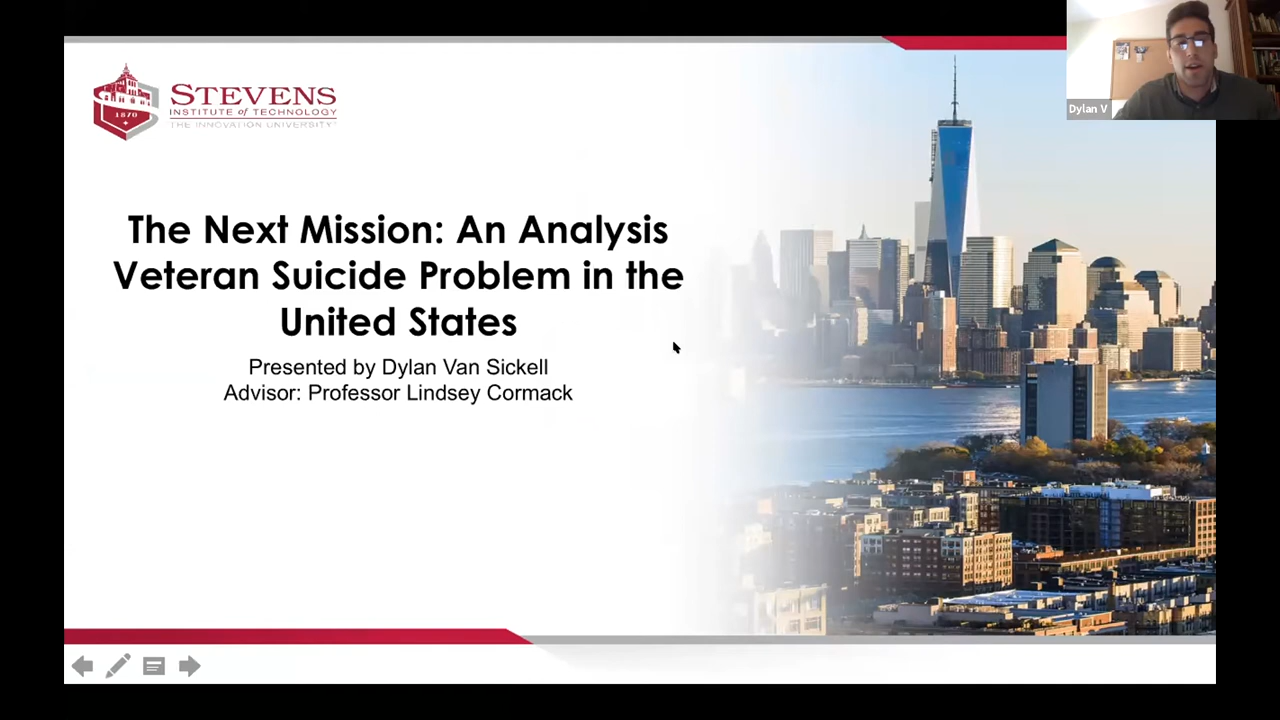 STEVENS
INSTITUTE of TECHNOLOGY
THE INNOVATION UNIVERSITY
1870
Dylan V
The Next Mission: An Analysis
Veteran Suicide Problem in the
United States
Presented by Dylan Van Sickell
Advisor: Professor Lindsey Cormack